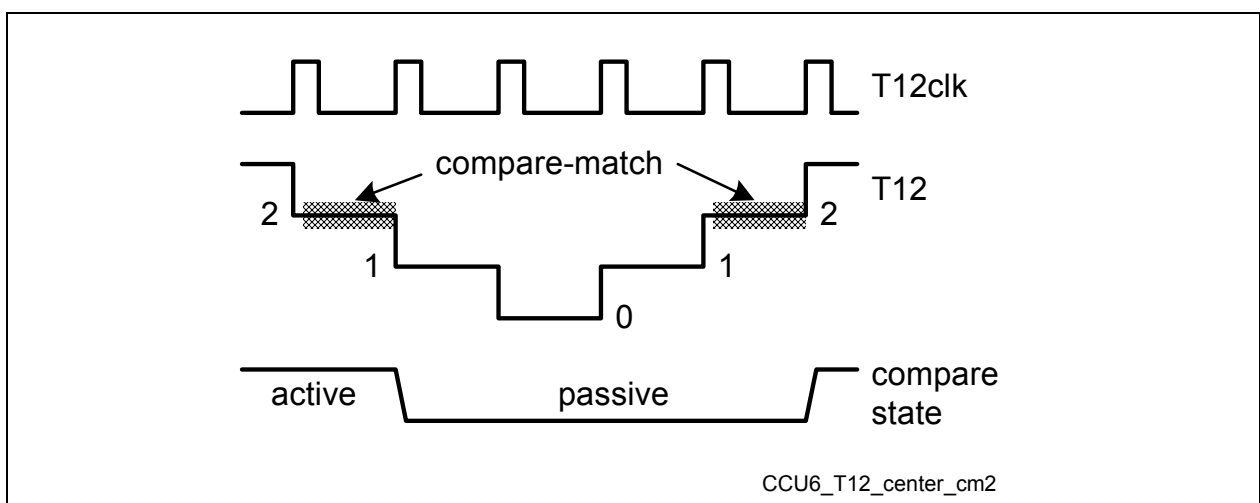 T12clk
compare-match
T12
2
2
1
1
0
active
passive
compare
state
CCU6_T12_center_cm2